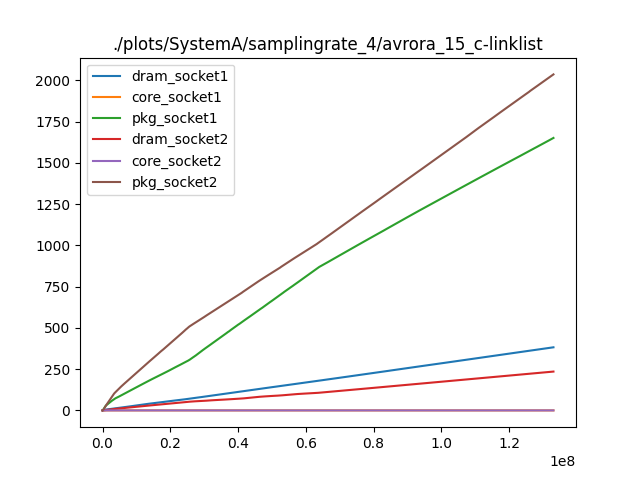 ./plots/SystemA/samplingrate_4/avrora_15_c-linklist
dram_socket1
core_socket1
pkg_socket1
dram_socket2
core_socket2
pkg_socket2
2000
1750
1500
1250
1000
750
500
250
0
0.0 0.2 0.4 0.6 0.8 1.0 1.2
1e8